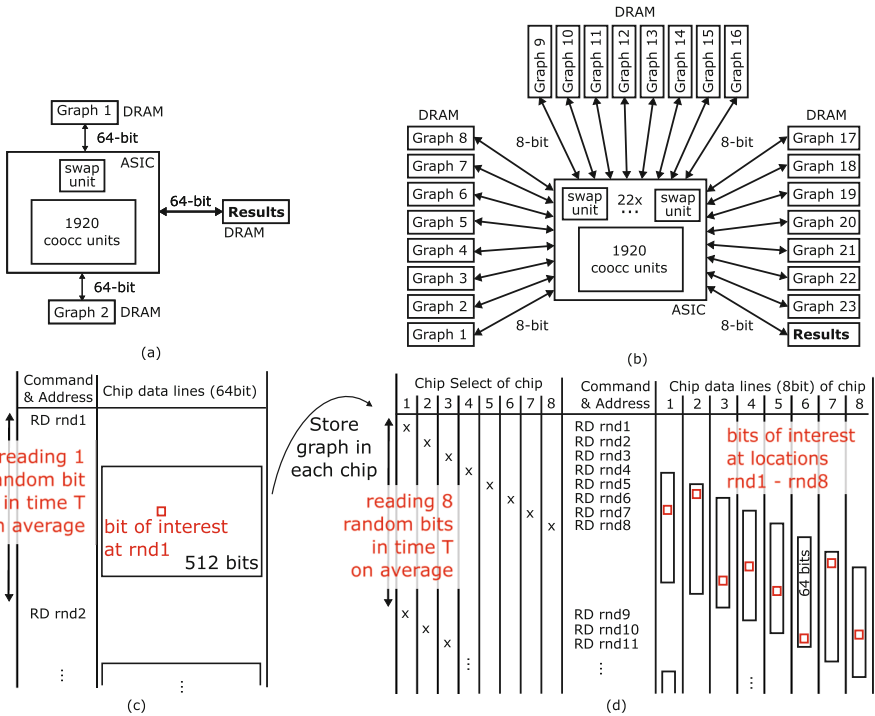 Graph 1
DRAM
64-bit
ASIC
swap
unit
1920
coocc units
64-bit
Results
DRAM
64-bit
Graph 2
DRAM
(a)
DRAM
Graph 9
Graph 10
Graph 11
Graph 12
Graph 13
Graph 14
Graph 15
Graph 16
DRAM
Graph 8
Graph 7
Graph 6
Graph 5
Graph 4
Graph 3
Graph 2
Graph 1
8-bit
8-bit
swap
unit
22x
...
swap
unit
1920
coocc units
ASIC
8-bit
8-bit
DRAM
Graph 17
Graph 18
Graph 19
Graph 20
Graph 21
Graph 22
Graph 23
Results
(b)
Command
& Address
Chip data lines (64bit)
RD rnd1
reading 1
random bit
in time T
on average
bit of interest
at rnd1
512 bits
RD rnd2
...
...
(c)
Store
graph in
each chip
Chip Select of chip
1 2 3 4 5 6 7 8
Command
& Address
Chip data lines (8bit) of chip
1 2 3 4 5 6 7 8
x
x
x
x
x
x
x
x
reading 8
random bits
in time T
on average
x
x
x
...
RD rnd1
RD rnd2
RD rnd3
RD rnd4
RD rnd5
RD rnd6
RD rnd7
RD rnd8
RD rnd9
RD rnd10
RD rnd11
...
bits of interest
at locations
rnd1 - rnd8
64 bits
...
(d)